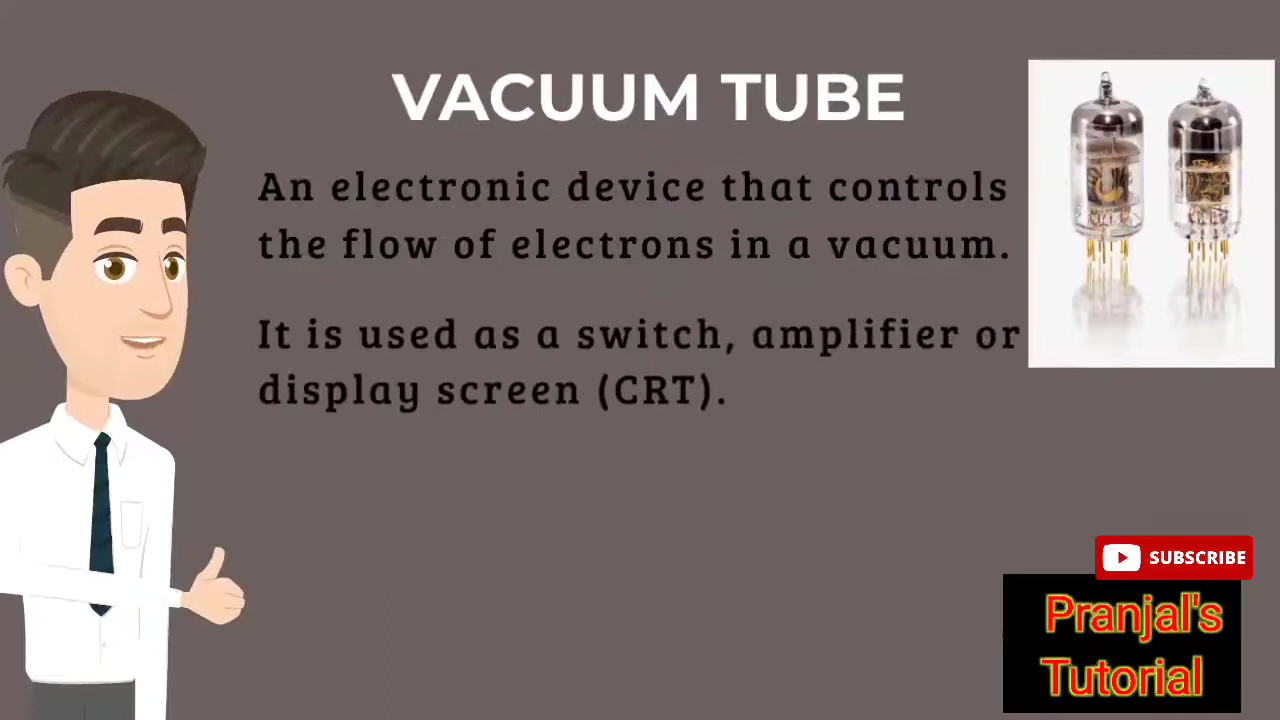 VACUUM TUBE
An electronic device that controls
the flow of electrons in a vacuum.
It is used as a switch, amplifier or
display screen (CRT).
SUBSCRIBE
Pranjal's
Tutorial